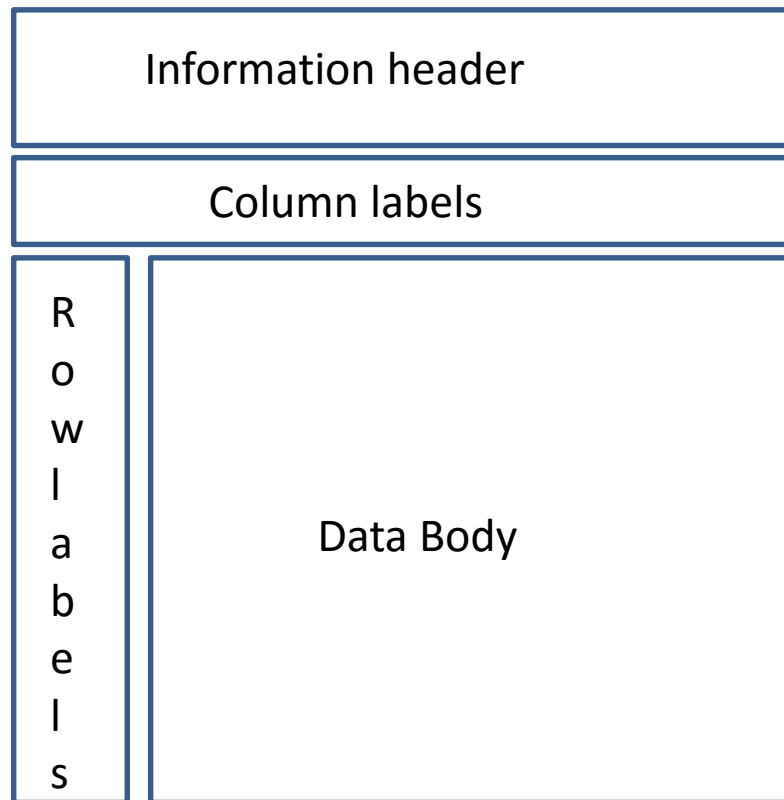 Information header
Column labels
R
o
w
l
a
b
e
l
s
Data Body